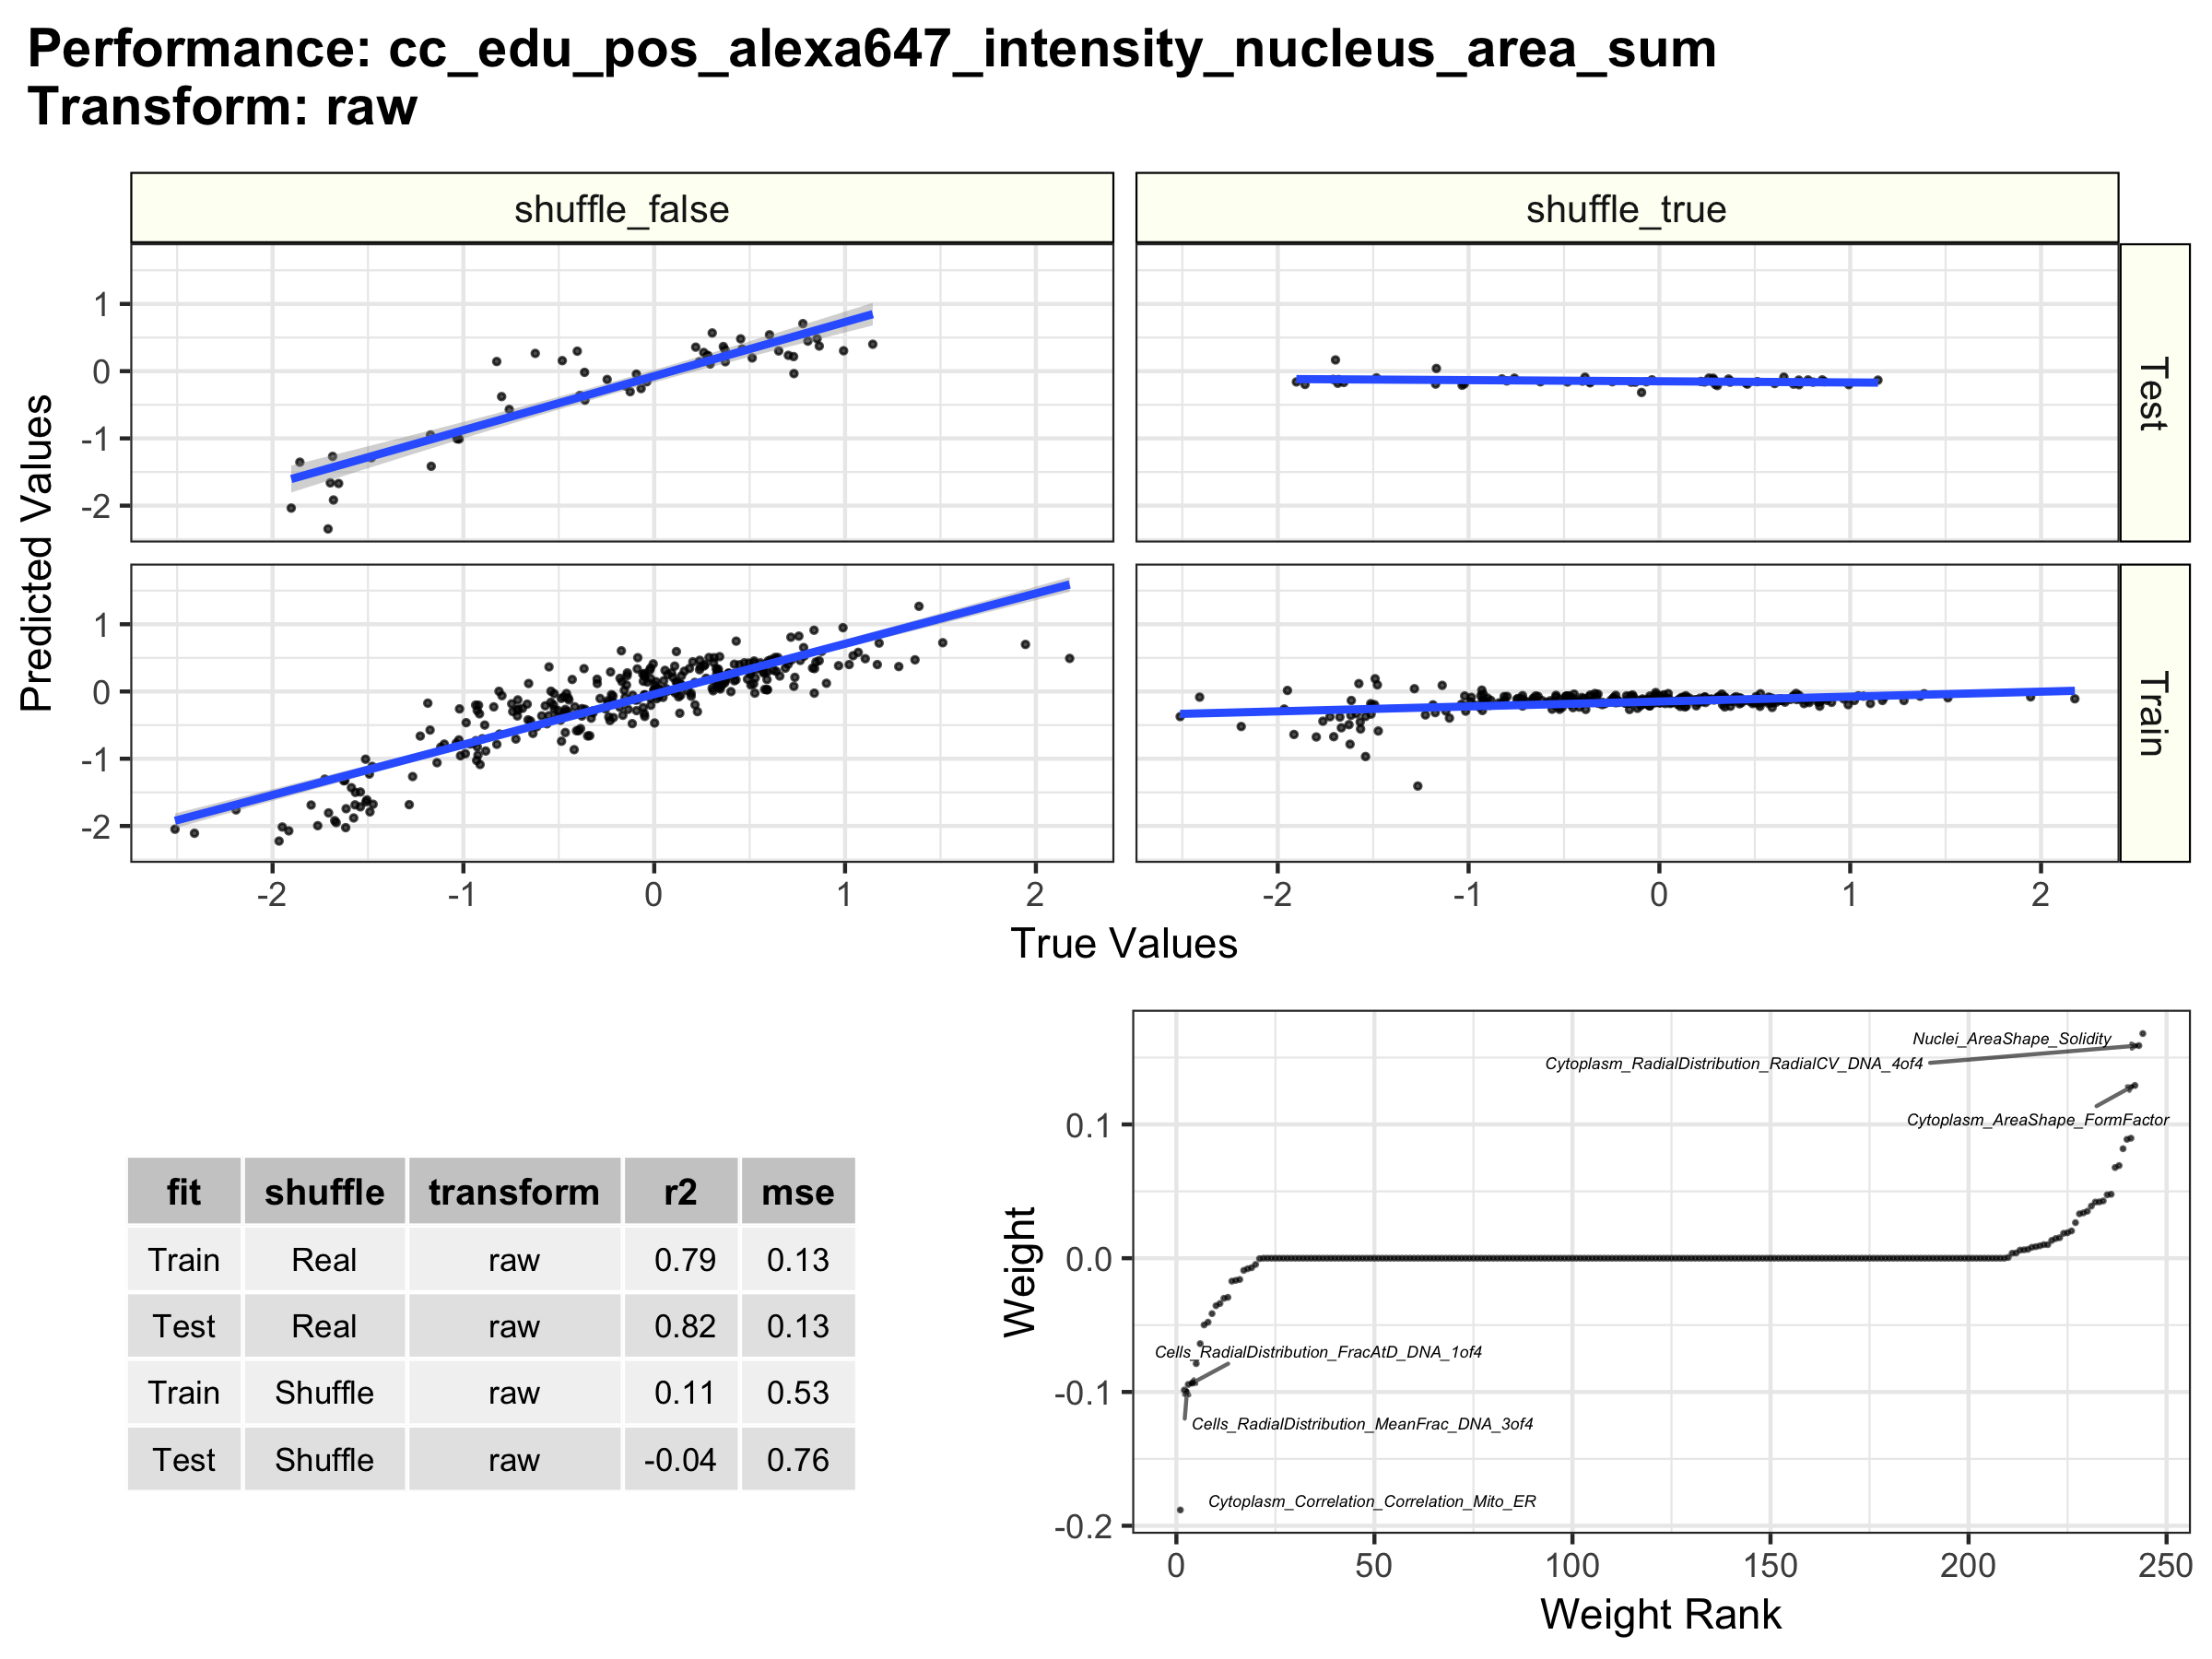 Performance: cc_edu_pos_alexa647_intensity_nucleus_area_sum
Transform: raw
shuffle_false
shuffle_true
Predicted Values
1
0
-1
-2
Test
1
0
-1
-2
Train
-2 -1 0 1 2
-2 -1 0 1 2
True Values
fit shuffle transform r2 mse
Train Real raw 0.79 0.13
Test Real raw 0.82 0.13
Train Shuffle raw 0.11 0.53
Test Shuffle raw -0.04 0.76
Weight
0.1
0.0
-0.1
-0.2
Nuclei_AreaShape_Solidity
Cytoplasm_RadialDistribution_RadialCV_DNA_4of4
Cytoplasm_AreaShape_FormFactor
Cells_RadialDistribution_FracAtD_DNA_1of4
Cells_RadialDistribution_MeanFrac_DNA_3of4
Cytoplasm_Correlation_Correlation_Mito_ER
0 50 100 150 200 250
Weight Rank